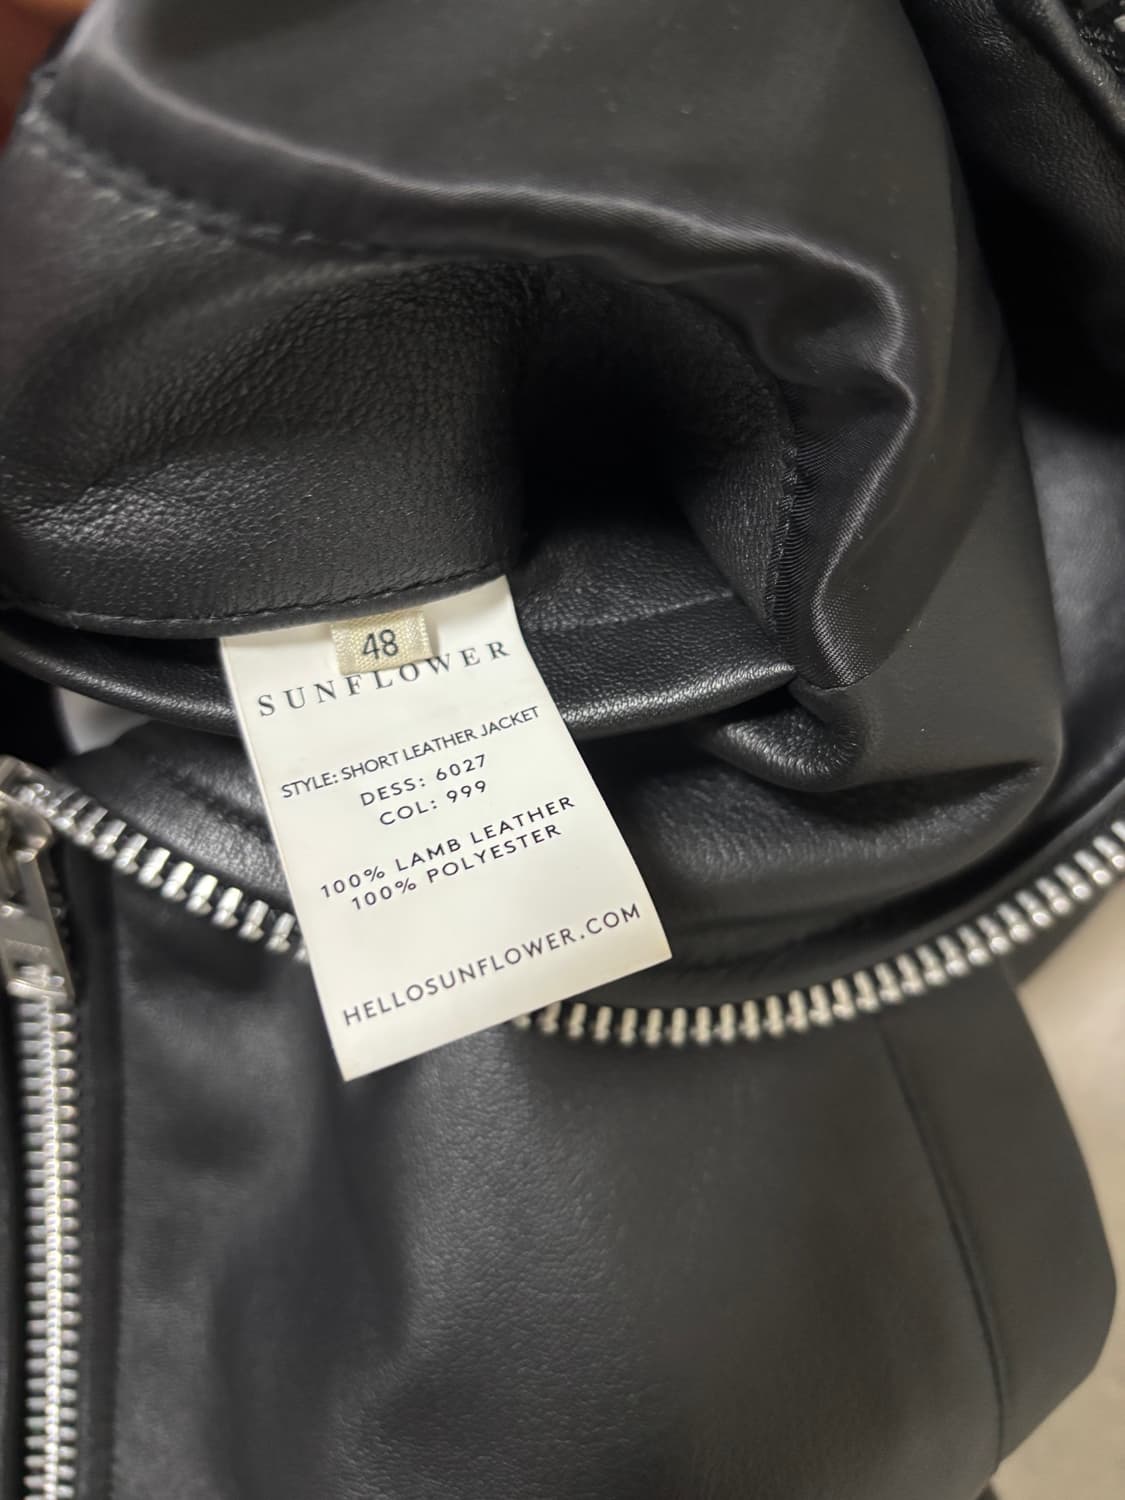 48
SUNFLOWER
STYLE: SHORT LEATHER JACKET
DESS: 6027
COL: 999
100% LAMB LEATHER
100% POLYESTER
HELLOSUNFLOWER.COM